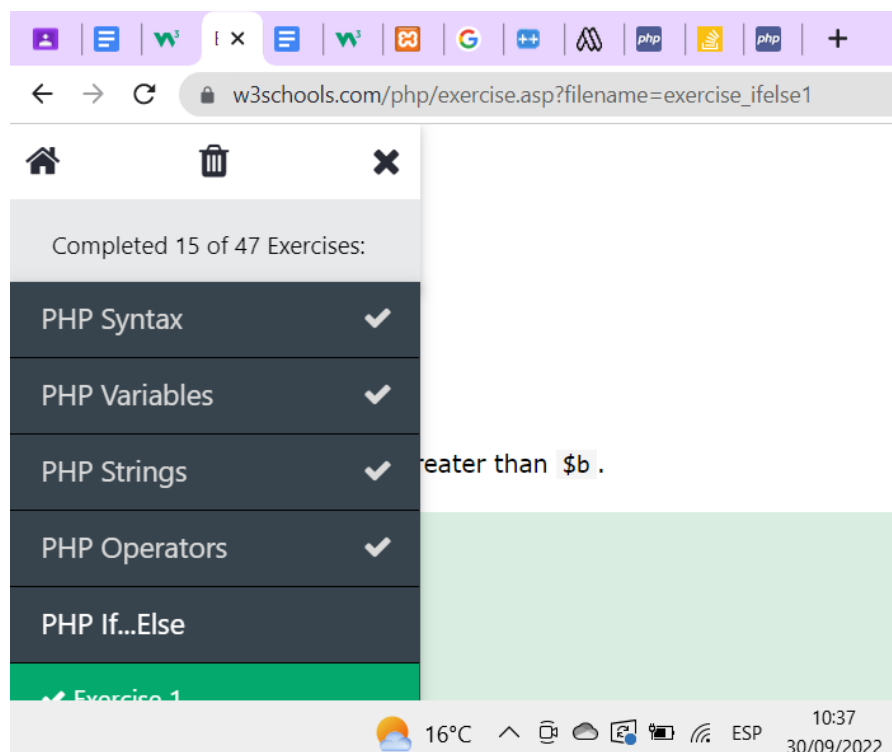 w3schools.com/php/exercise.asp?filename=exercise_ifelse1
Completed 15 of 47 Exercises:
PHP Syntax
PHP Variables
PHP Strings
reater than $b.
PHP Operators
PHP If...Else
Exercise 1
16°C ESP 10:37
30/09/2022